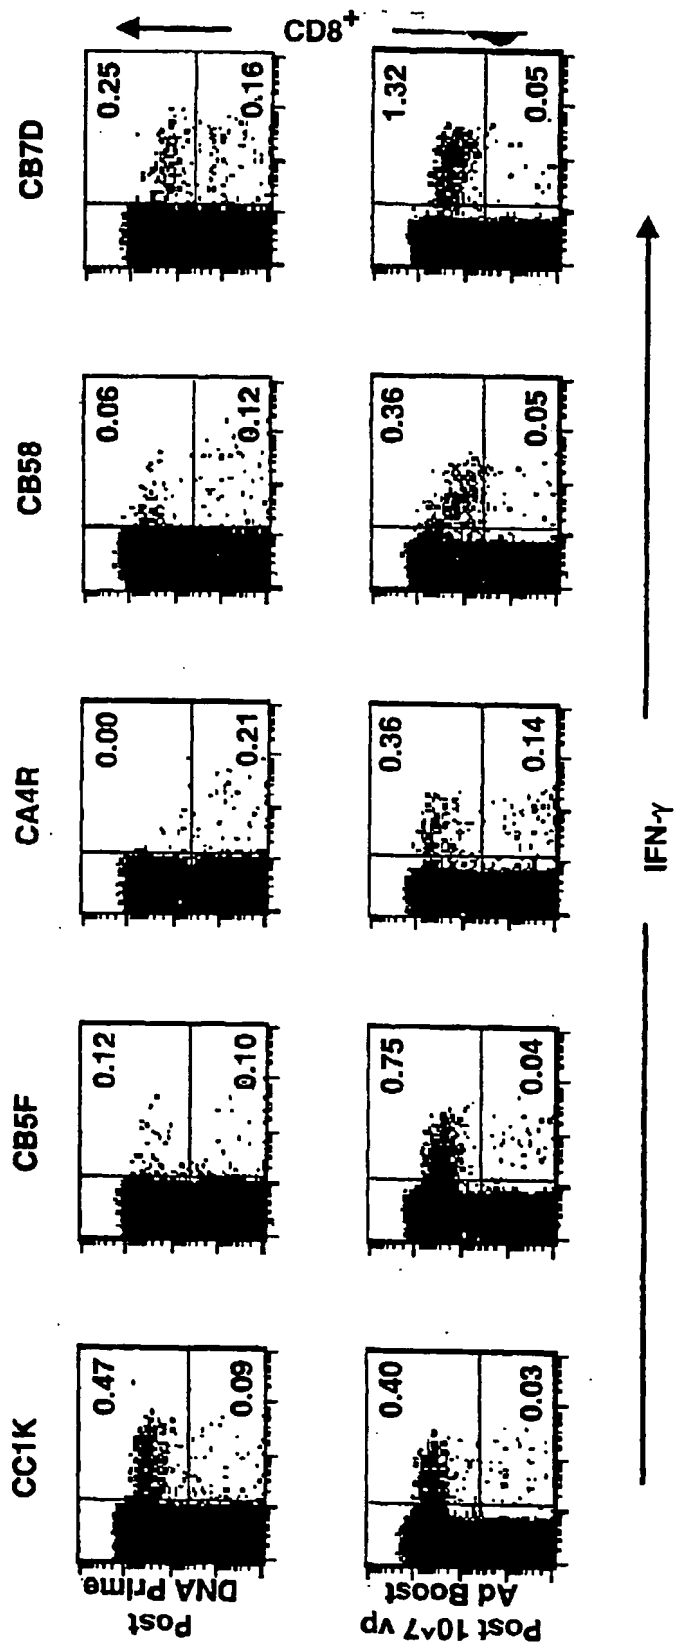 CC1K CB5F CA4R CB58 CB7D
Post
DNA Prime
0.47 0.12 0.00 0.06 0.25
0.09 0.10 0.21 0.12 0.16
CD8+
Post 10^7 vp
Ad Boost
0.40 0.75 0.36 0.36 1.32
0.03 0.04 0.14 0.05 0.05
IFN-γ